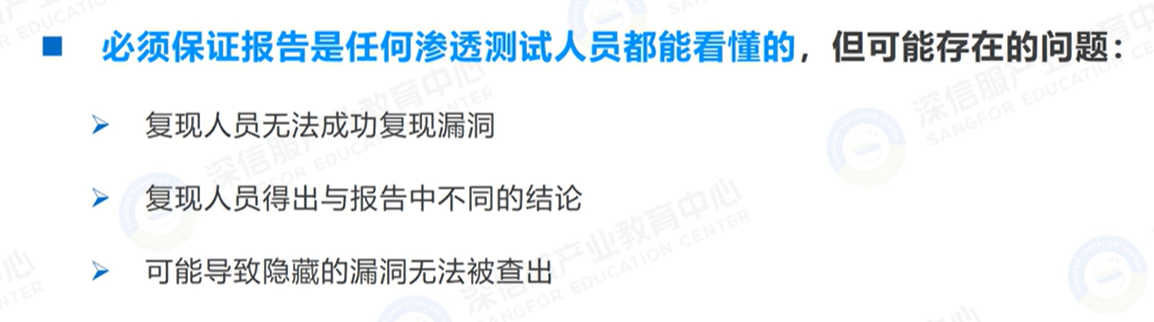 必须保证报告是任何渗透测试人员都能看懂的，但可能存在的问题：
复现人员无法成功复现漏洞
复现人员得出与报告中不同的结论
可能导致隐藏的漏洞无法被查出
深信服产业教育中心
SANGFOR EDUCATION CENTER